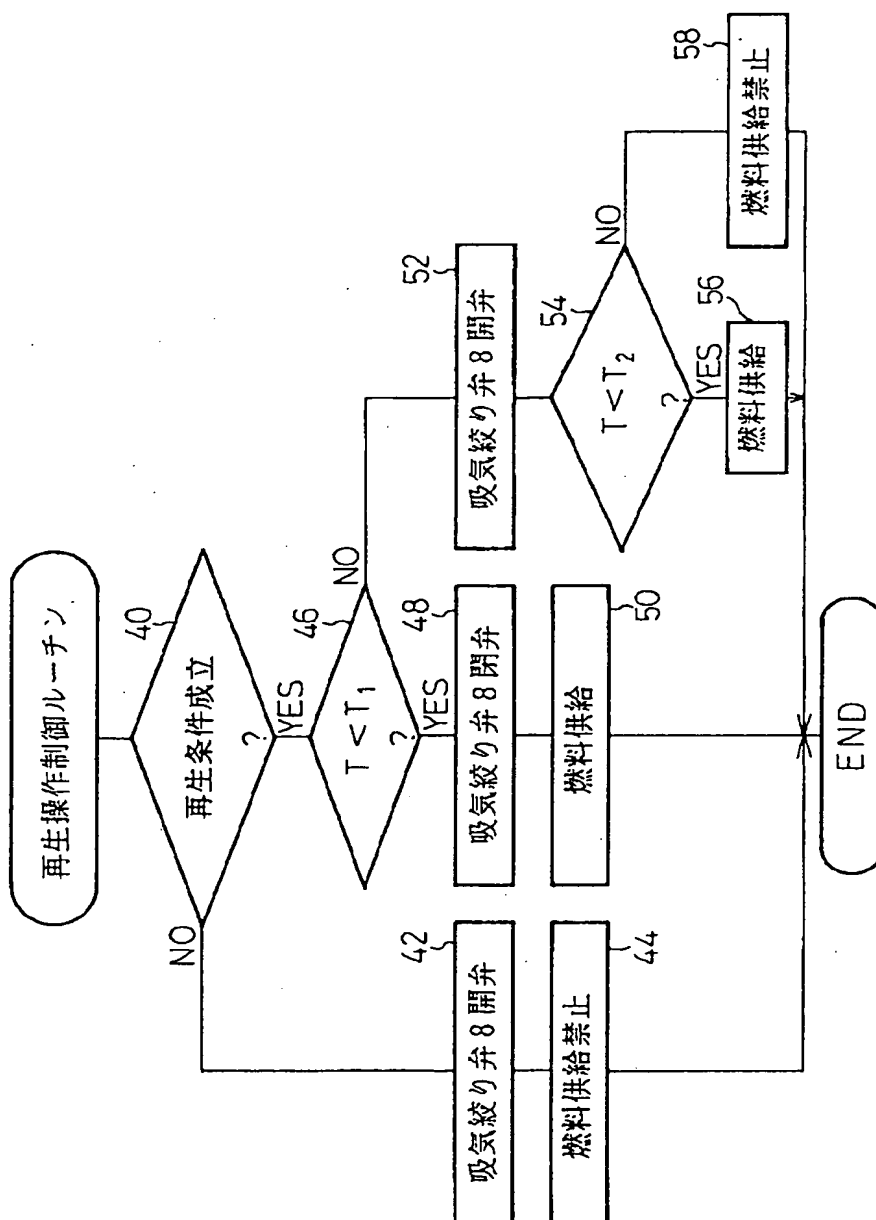 再生操作制御ルーチン
40
再生条件成立
?
NO
YES
46
T<T₁
?
NO
YES
42
吸気絞り弁8開弁
44
燃料供給禁止
48
吸気絞り弁8閉弁
50
燃料供給
52
吸気絞り弁8開弁
54
T<T₂
?
NO
YES
56
燃料供給
58
燃料供給禁止
END